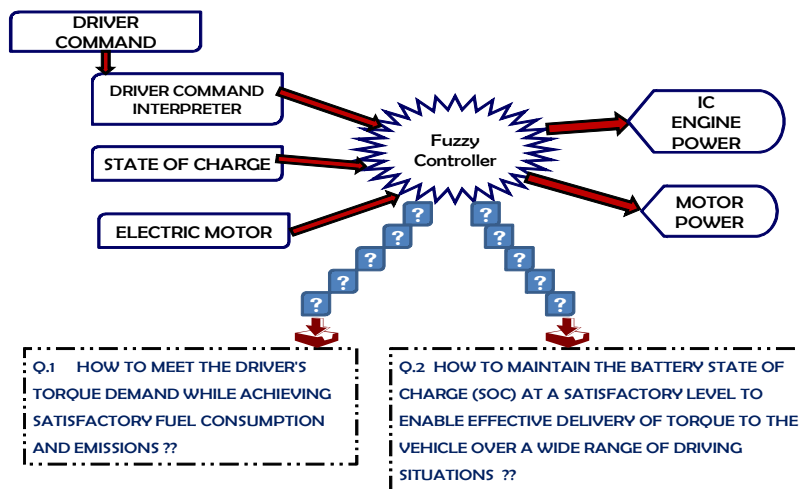 DRIVER
COMMAND
DRIVER COMMAND
INTERPRETER
STATE OF CHARGE
ELECTRIC MOTOR
Fuzzy
Controller
IC
ENGINE
POWER
MOTOR
POWER
?
?
?
?
?
?
?
?
?
?
Q.1 HOW TO MEET THE DRIVER'S
TORQUE DEMAND WHILE ACHIEVING
SATISFACTORY FUEL CONSUMPTION
AND EMISSIONS ??
Q.2 HOW TO MAINTAIN THE BATTERY STATE OF
CHARGE (SOC) AT A SATISFACTORY LEVEL TO
ENABLE EFFECTIVE DELIVERY OF TORQUE TO THE
VEHICLE OVER A WIDE RANGE OF DRIVING
SITUATIONS ??